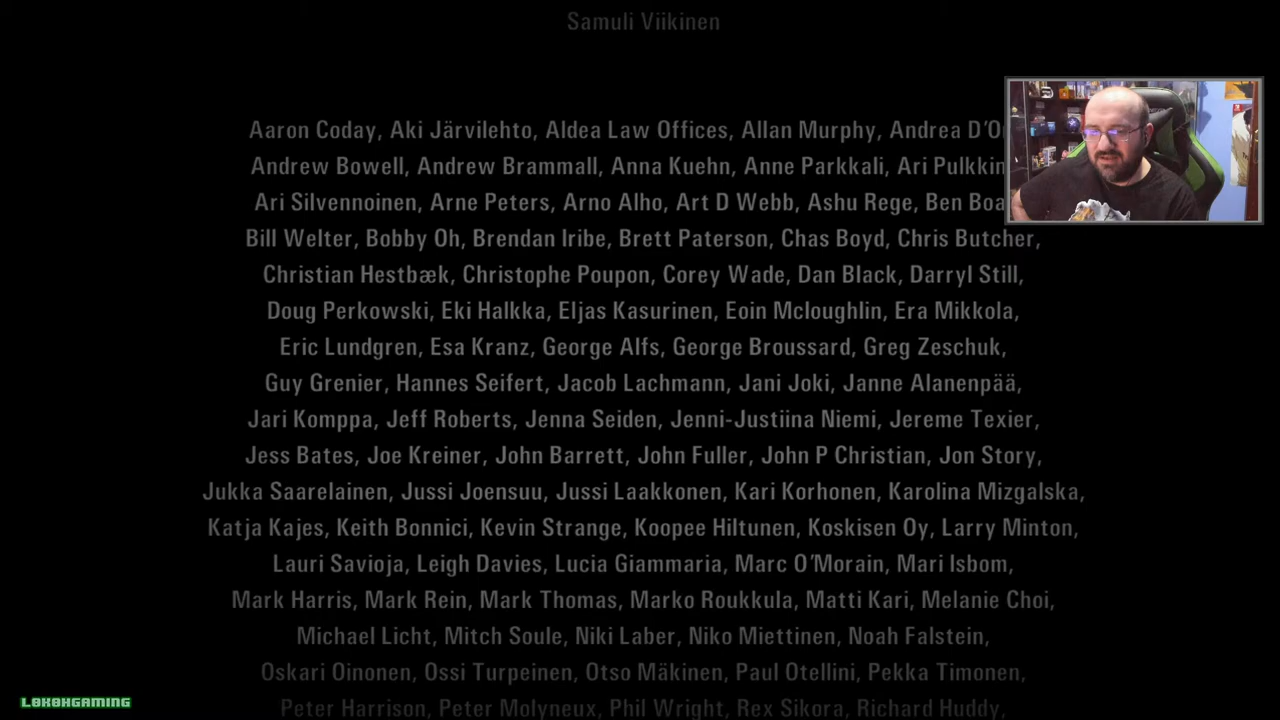 Samuli Viikinen
Aaron Coday, Aki Järvilehto, Aldea Law Offices, Allan Murphy, Andrea
Andrew Bowell, Andrew Brammall, Anna Kuehn, Anne Parkkali, Ari
Ari Silvennoinen, Arne Peters, Arno Alho, Art D Webb, Ashu Rege, Ben
Bill Welter, Bobby Oh, Brendan Iribe, Brett Paterson, Chas Boyd, Chris Butcher,
Christian Hestbæk, Christophe Poupon, Corey Wade, Dan Black, Darryl Still,
Doug Perkowski, Eki Halkka, Eljas Kasurinen, Eoin Mcloughlin, Era Mikkola,
Eric Lundgren, Esa Kranz, George Alfs, George Broussard, Greg Zeschuk,
Guy Grenier, Hannes Seifert, Jacob Lachmann, Jani Joki, Janne Alanenpää,
Jari Komppa, Jeff Roberts, Jenna Seiden, Jenni-Justiina Niemi, Jereme Texier,
Jess Bates, Joe Kreiner, John Barrett, John Fuller, John P Christian, Jon Story,
Jukka Saarelainen, Jussi Joensuu, Jussi Laakkonen, Kari Korhonen, Karolina Mizgalska,
Katja Kajes, Keith Bonnici, Kevin Strange, Koopee Hiltunen, Koskisen Oy, Larry Minton,
Lauri Savioja, Leigh Davies, Lucia Giammaria, Marc O’Morain, Mari Isbom,
Mark Harris, Mark Rein, Mark Thomas, Marko Roukkula, Matti Kari, Melanie Choi,
Michael Licht, Mitch Soule, Niki Laber, Niko Miettinen, Noah Falstein,
Oskari Oinonen, Ossi Turpeinen, Otso Mäkinen, Paul Otellini, Pekka Timonen,
Peter Harrison, Peter Molyneux, Phil Wright, Rex Sikora, Richard Huddy,
L0K0XGAMING